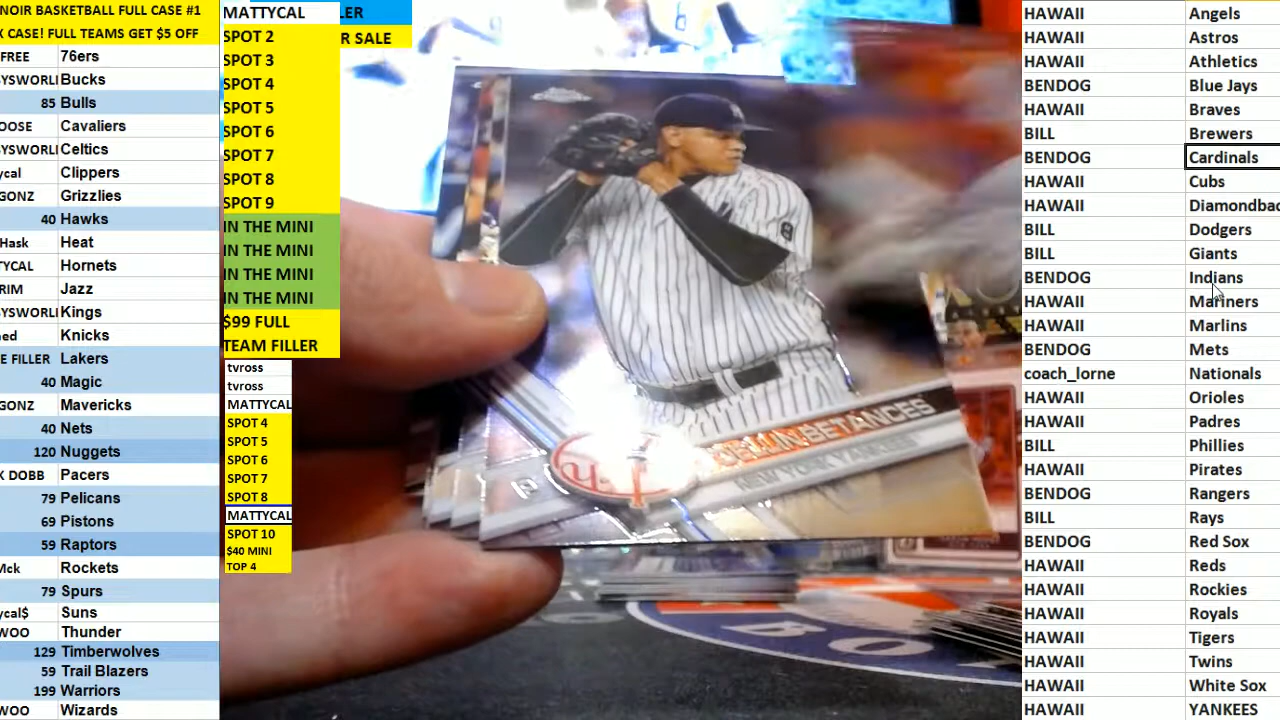 NOIR BASKETBALL FULL CASE #1
X CASE! FULL TEAMS GET $5 OFF
FREE 76ers
YSWORLI Bucks
85 Bulls
OOSE Cavaliers
YSWORLI Celtics
ycal Clippers
GONZ Grizzlies
40 Hawks
Hask Heat
TYCAL Hornets
RIM Jazz
YSWORLI Kings
ned Knicks
E FILLER Lakers
40 Magic
GONZ Mavericks
40 Nets
120 Nuggets
X DOBB Pacers
79 Pelicans
69 Pistons
59 Raptors
Mck Rockets
79 Spurs
ycal$ Suns
WOO Thunder
129 Timberwolves
59 Trail Blazers
199 Warriors
WOO Wizards
MATTYCAL LER
SPOT 2 R SALE
SPOT 3
SPOT 4
SPOT 5
SPOT 6
SPOT 7
SPOT 8
SPOT 9
IN THE MINI
IN THE MINI
IN THE MINI
IN THE MINI
$99 FULL
TEAM FILLER
tvross
tvross
MATTYCAL
SPOT 4
SPOT 5
SPOT 6
SPOT 7
SPOT 8
MATTYCAL
SPOT 10
$40 MINI
TOP 4
8
DELLIN BETANCES
NEW YORK YANKEES
P
BO
HAWAII Angels
HAWAII Astros
HAWAII Athletics
BENDOG Blue Jays
HAWAII Braves
BILL Brewers
BENDOG Cardinals
HAWAII Cubs
HAWAII Diamondbac
BILL Dodgers
BILL Giants
BENDOG Indians
HAWAII Mariners
HAWAII Marlins
BENDOG Mets
coach_lorne Nationals
HAWAII Orioles
HAWAII Padres
BILL Phillies
HAWAII Pirates
BENDOG Rangers
BILL Rays
BENDOG Red Sox
HAWAII Reds
HAWAII Rockies
HAWAII Royals
HAWAII Tigers
HAWAII Twins
HAWAII White Sox
HAWAII YANKEES